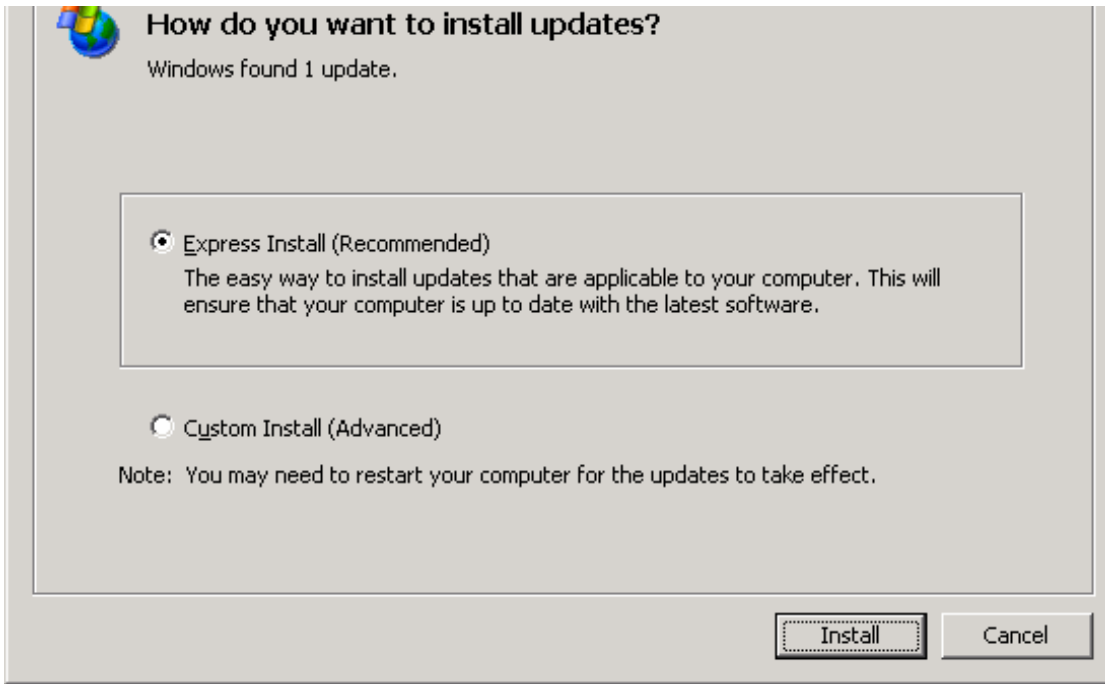 How do you want to install updates?
Windows found 1 update.
Express Install (Recommended)
The easy way to install updates that are applicable to your computer. This will
ensure that your computer is up to date with the latest software.
Custom Install (Advanced)
Note: You may need to restart your computer for the updates to take effect.
Install
Cancel